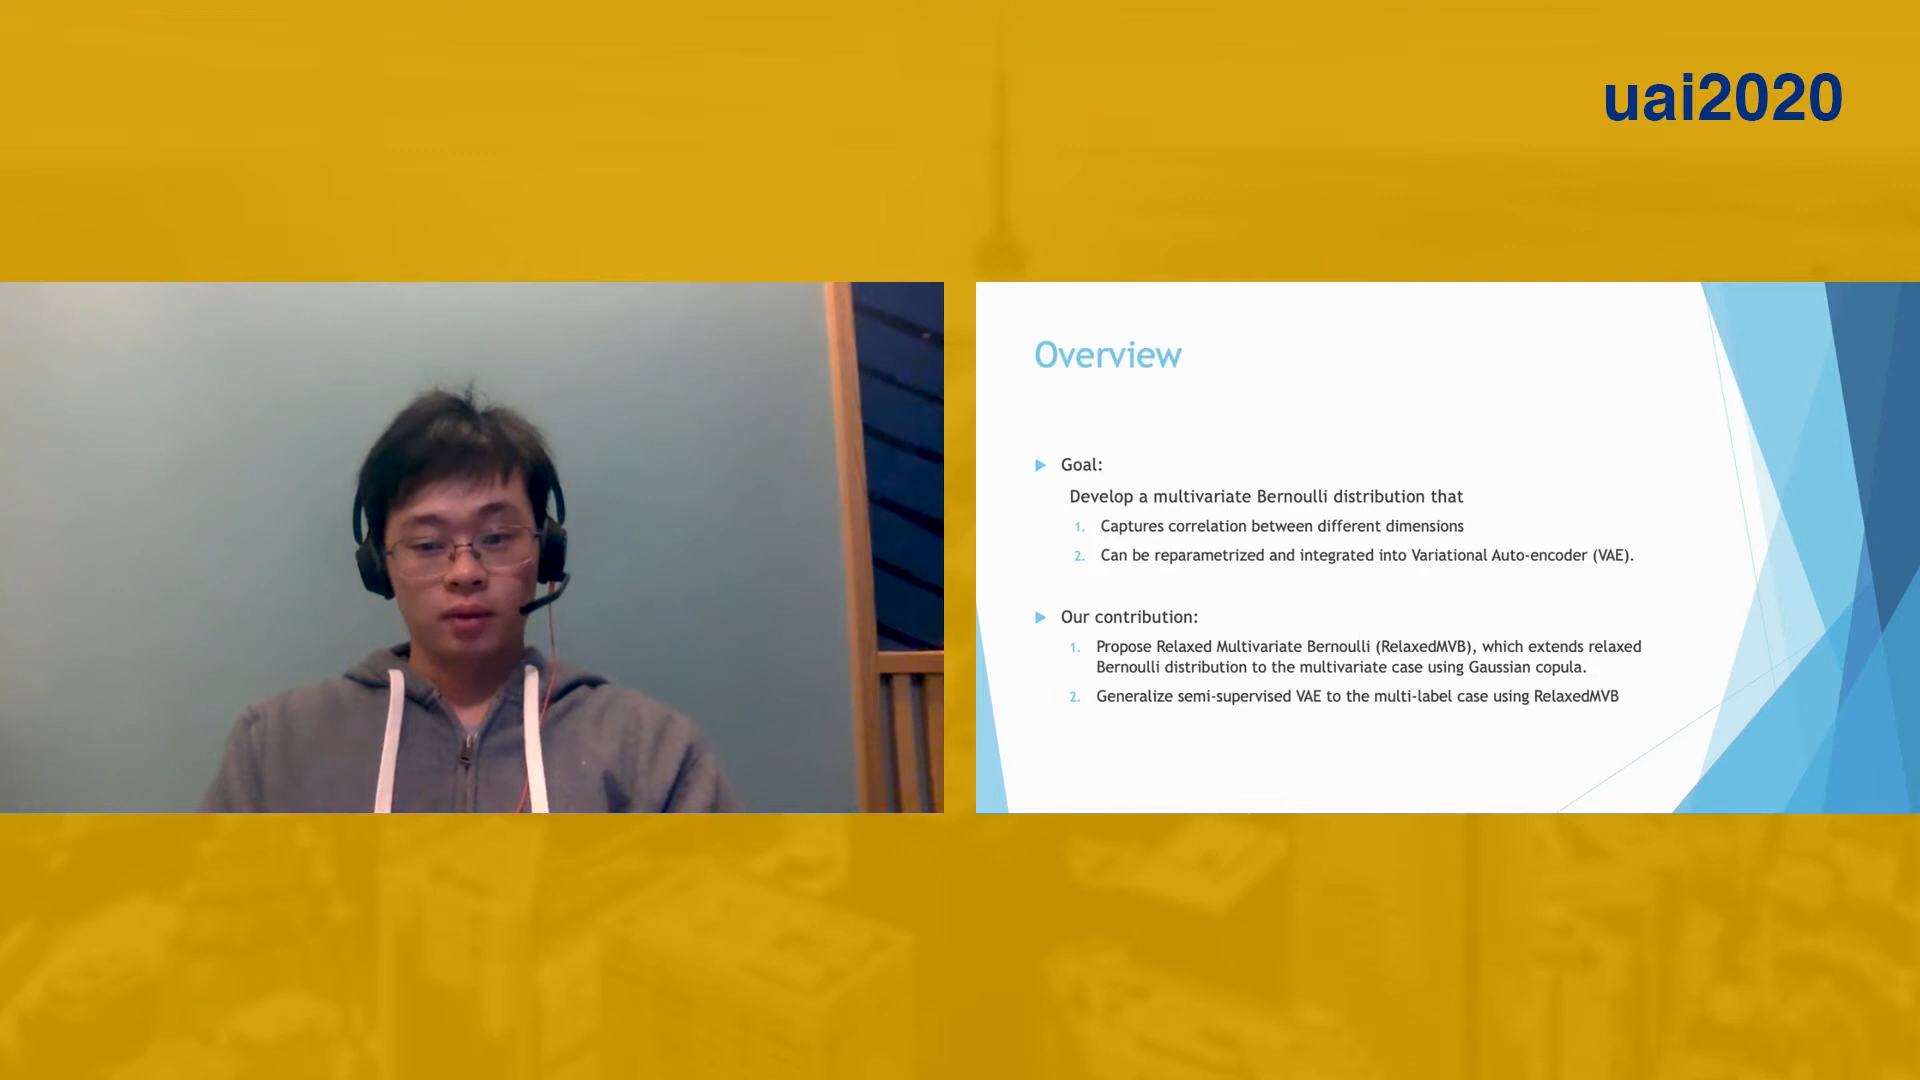 uai2020
Overview
Goal:
Develop a multivariate Bernoulli distribution that
1. Captures correlation between different dimensions
2. Can be reparametrized and integrated into Variational Auto-encoder (VAE).
Our contribution:
1. Propose Relaxed Multivariate Bernoulli (RelaxedMVB), which extends relaxed
Bernoulli distribution to the multivariate case using Gaussian copula.
2. Generalize semi-supervised VAE to the multi-label case using RelaxedMVB